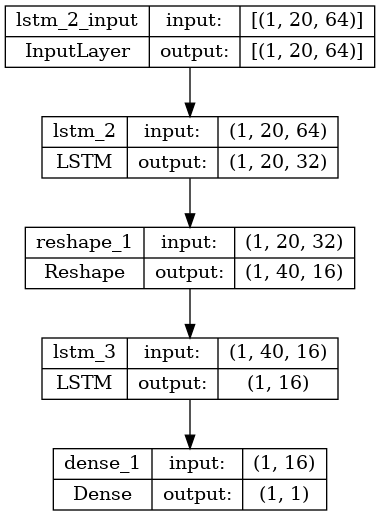 lstm_2_input input: [(1, 20, 64)]
InputLayer output: [(1, 20, 64)]
lstm_2 input: (1, 20, 64)
LSTM output: (1, 20, 32)
reshape_1 input: (1, 20, 32)
Reshape output: (1, 40, 16)
lstm_3 input: (1, 40, 16)
LSTM output: (1, 16)
dense_1 input: (1, 16)
Dense output: (1, 1)